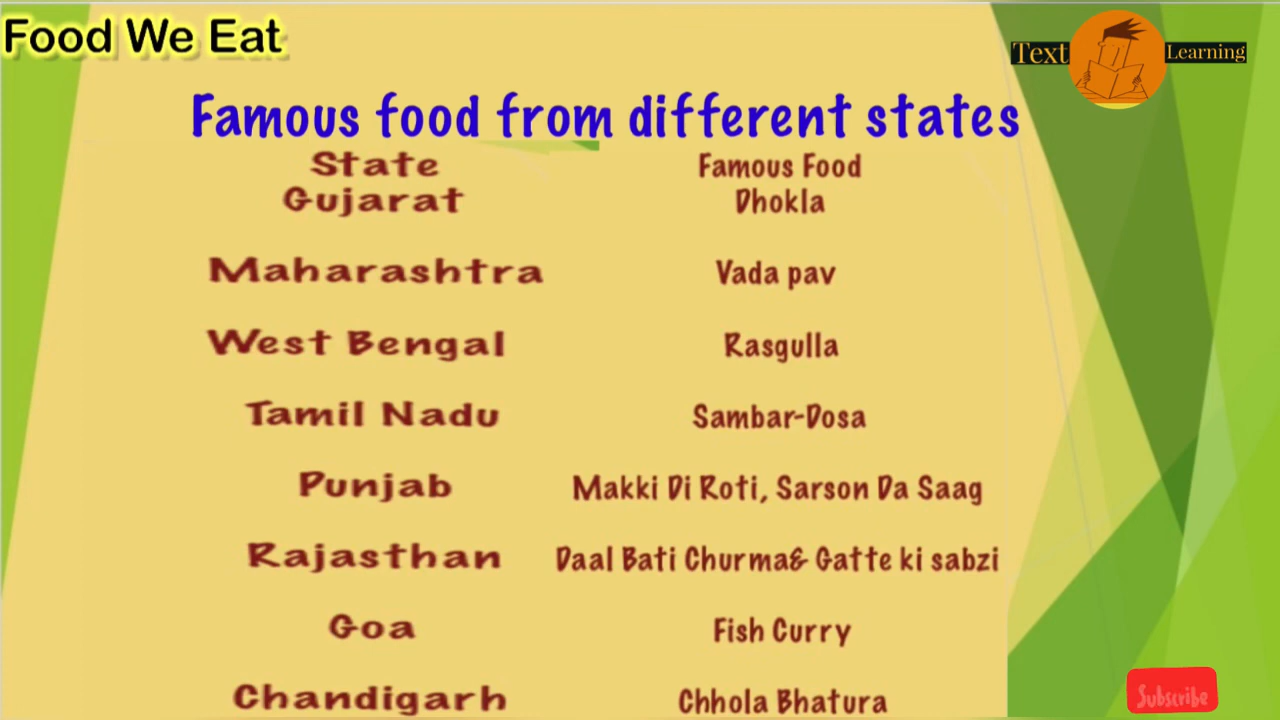 Food We Eat
Text Learning
Famous food from different states
State Famous Food
Gujarat Dhokla
Maharashtra Vada pav
West Bengal Rasgulla
Tamil Nadu Sambar-Dosa
Punjab Makki Di Roti, Sarson Da Saag
Rajasthan Daal Bati Churma& Gatte ki sabzi
Goa Fish Curry
Chandigarh Chhola Bhatura
Subscribe